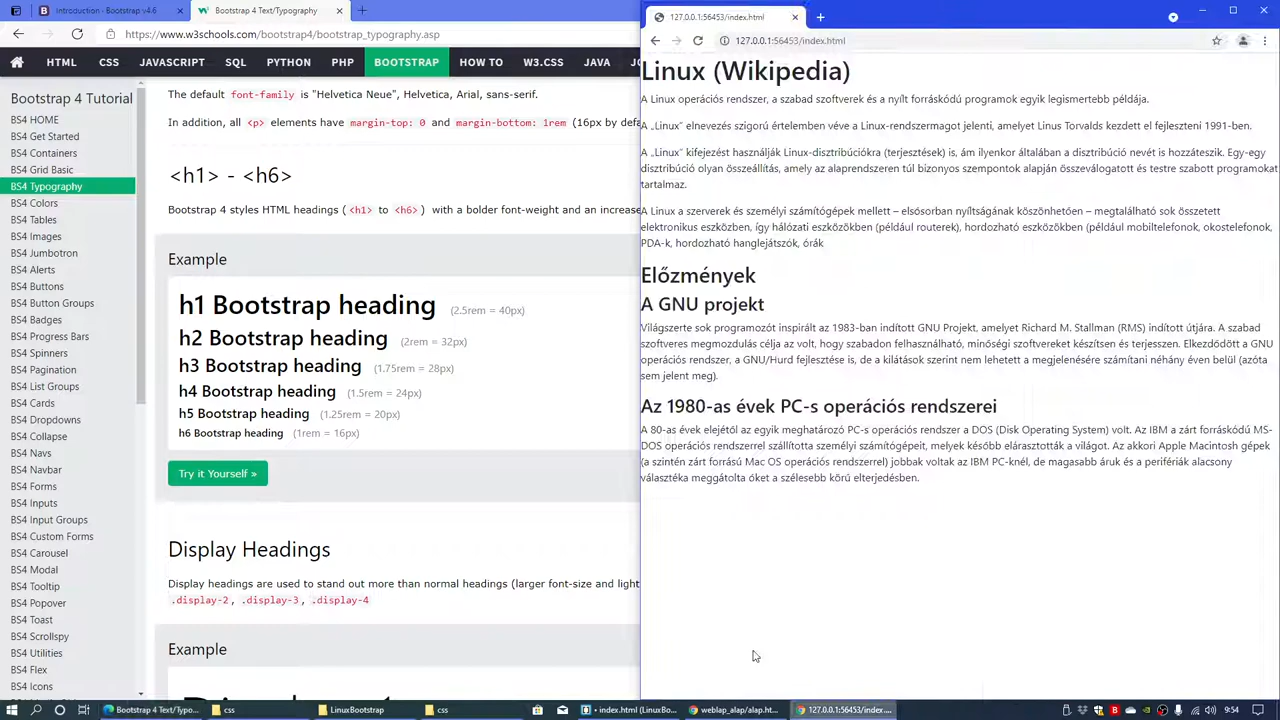 Introduction · Bootstrap v4.6
Bootstrap 4 Text/Typography
https://www.w3schools.com/bootstrap4/bootstrap_typography.asp
HTML CSS JAVASCRIPT SQL PYTHON PHP BOOTSTRAP HOW TO W3.CSS JAVA
Bootstrap 4 Tutorial
BS4 HOME
BS4 Get Started
BS4 Containers
BS4 Grid Basic
BS4 Typography
BS4 Colors
BS4 Tables
BS4 Images
BS4 Jumbotron
BS4 Alerts
BS4 Buttons
BS4 Button Groups
BS4 Badges
BS4 Progress Bars
BS4 Spinners
BS4 Pagination
BS4 List Groups
BS4 Cards
BS4 Dropdowns
BS4 Collapse
BS4 Navs
BS4 Navbar
BS4 Forms
BS4 Inputs
BS4 Input Groups
BS4 Custom Forms
BS4 Carousel
BS4 Modal
BS4 Tooltip
BS4 Popover
BS4 Toast
BS4 Scrollspy
BS4 Utilities
BS4 Flex
BS4 Icons
The default font-family is "Helvetica Neue", Helvetica, Arial, sans-serif.
In addition, all <p> elements have margin-top: 0 and margin-bottom: 1rem (16px by defa
<h1> - <h6>
Bootstrap 4 styles HTML headings (<h1> to <h6>) with a bolder font-weight and an increase
Example
h1 Bootstrap heading (2.5rem = 40px)
h2 Bootstrap heading (2rem = 32px)
h3 Bootstrap heading (1.75rem = 28px)
h4 Bootstrap heading (1.5rem = 24px)
h5 Bootstrap heading (1.25rem = 20px)
h6 Bootstrap heading (1rem = 16px)
Try it Yourself »
Display Headings
Display headings are used to stand out more than normal headings (larger font-size and light
.display-2, .display-3, .display-4
Example
127.0.0.1:56453/index.html
127.0.0.1:56453/index.html
Linux (Wikipedia)
A Linux operációs rendszer, a szabad szoftverek és a nyílt forráskódú programok egyik legismertebb példája.
A „Linux” elnevezés szigorú értelemben véve a Linux-rendszermagot jelenti, amelyet Linus Torvalds kezdett el fejleszteni 1991-ben.
A „Linux” kifejezést használják Linux-disztribúciókra (terjesztések) is, ám ilyenkor általában a disztribúció nevét is hozzáteszik. Egy-egy
disztribúció olyan összeállítás, amely az alaprendszeren túl bizonyos szempontok alapján összeválogatott és testre szabott programokat
tartalmaz.
A Linux a szerverek és személyi számítógépek mellett – elsősorban nyíltságának köszönhetően – megtalálható sok összetett
elektronikus eszközben, így hálózati eszközökben (például routerek), hordozható eszközökben (például mobiltelefonok, okostelefonok,
PDA-k, hordozható hanglejátszók, órák
Előzmények
A GNU projekt
Világszerte sok programozót inspirált az 1983-ban indított GNU Projekt, amelyet Richard M. Stallman (RMS) indított útjára. A szabad
szoftveres megmozdulás célja az volt, hogy szabadon felhasználható, minőségi szoftvereket készítsen és terjesszen. Elkezdődött a GNU
operációs rendszer, a GNU/Hurd fejlesztése is, de a kilátások szerint nem lehetett a megjelenésére számítani néhány éven belül (azóta
sem jelent meg).
Az 1980-as évek PC-s operációs rendszerei
A 80-as évek elejétől az egyik meghatározó PC-s operációs rendszer a DOS (Disk Operating System) volt. Az IBM a zárt forráskódú MS-
DOS operációs rendszerrel szállította személyi számítógépeit, melyek később elárasztották a világot. Az akkori Apple Macintosh gépek
(a szintén zárt forrású Mac OS operációs rendszerrel) jobbak voltak az IBM PC-knél, de magasabb áruk és a perifériák alacsony
választéka meggátolta őket a szélesebb körű elterjedésben.
Bootstrap 4 Text/Typo...
css
LinuxBootstrap
css
• index.html (LinuxBo...
weblap_alap/alap.ht...
127.0.0.1:56453/index....
9:54